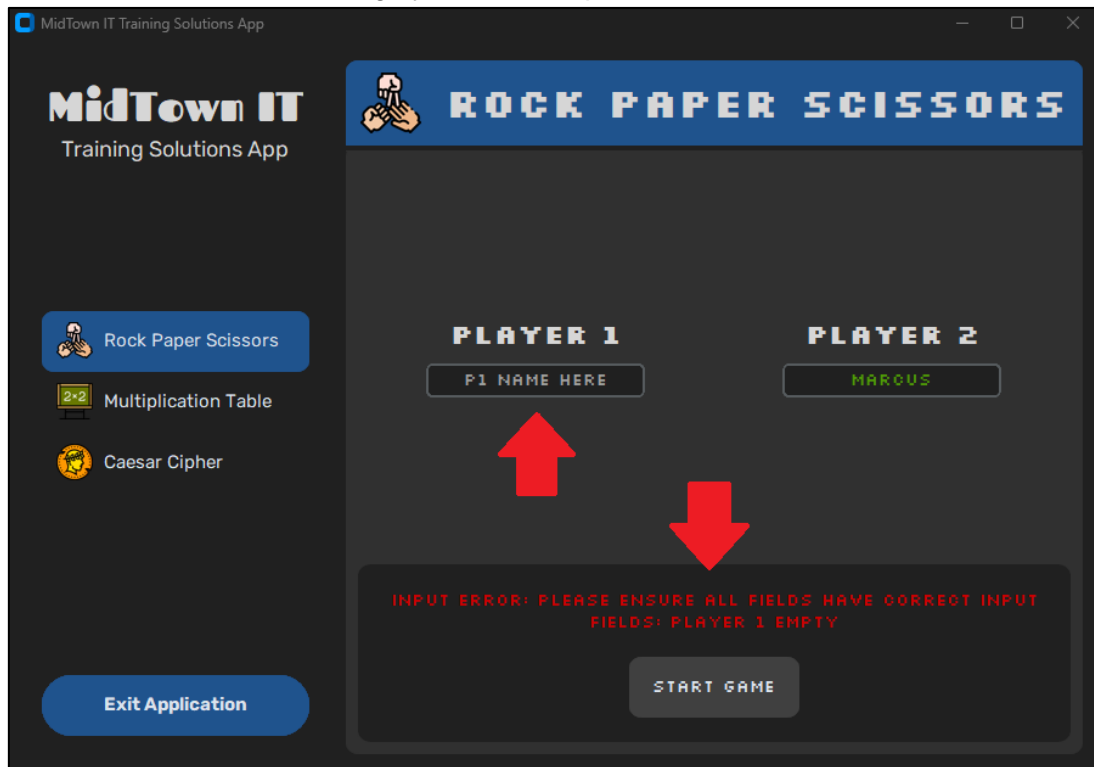 MidTown IT Training Solutions App
MidTown IT
Training Solutions App
Rock Paper Scissors
2×2
Multiplication Table
Caesar Cipher
Exit Application
ROCK PAPER SCISSORS
PLAYER 1
PLAYER 2
P1 NAME HERE
MARCUS
INPUT ERROR: PLEASE ENSURE ALL FIELDS HAVE CORRECT INPUT
FIELDS: PLAYER 1 EMPTY
START GAME